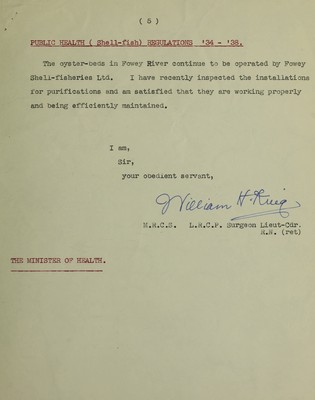 ( 5 )
PUBLIC HEALTH ( Shell-fish) REGULATIONS '34 - '38.
The oyster-beds in Fowey River continue to be operated by Fowey
Shell-fisheries Ltd. I have recently inspected the installations
for purifications and am satisfied that they are working properly
and being efficiently maintained.
I am,
Sir,
your obedient servant,
William H. King
M.R.C.S. L.R.C.P. Surgeon Lieut-Cdr.
R.N. (ret)
THE MINISTER OF HEALTH.